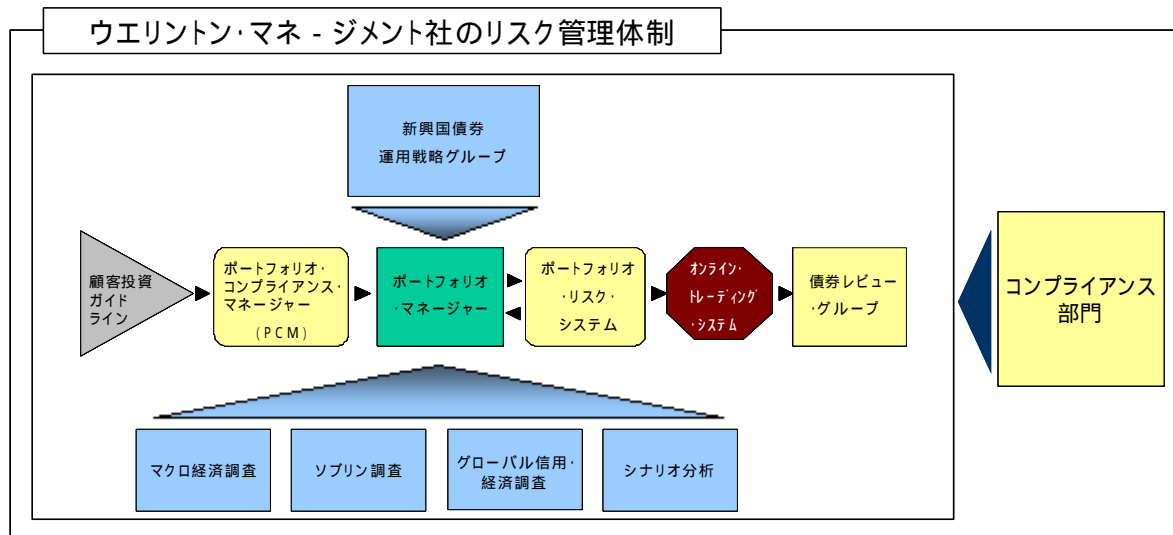 ウエリントン・マネ - ジメント社のリスク管理体制
新興国債券
運用戦略グループ
顧客投資
ガイド
ライン
ポートフォリオ・
コンプライアンス・
マネージャー
(PCM)
ポートフォリオ
・マネージャー
ポートフォリオ
・リスク・
システム
オンライン・
トレーディング
・システム
債券レビュー
・グループ
コンプライアンス
部門
マクロ経済調査
ソブリン調査
グローバル信用・
経済調査
シナリオ分析